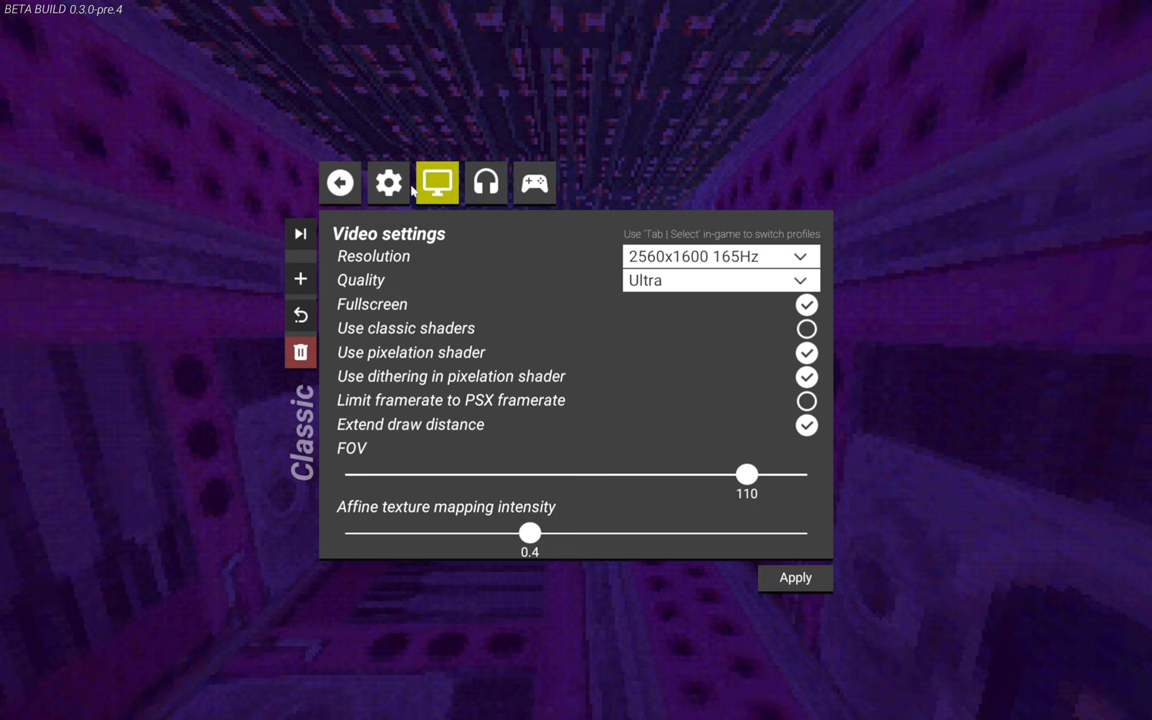 BETA BUILD 0.3.0-pre.4
Video settings
Use 'Tab | Select' in-game to switch profiles
Resolution
2560x1600 165Hz
Quality
Ultra
Fullscreen
Use classic shaders
Use pixelation shader
Use dithering in pixelation shader
Limit framerate to PSX framerate
Extend draw distance
Classic
FOV
110
Affine texture mapping intensity
0.4
Apply